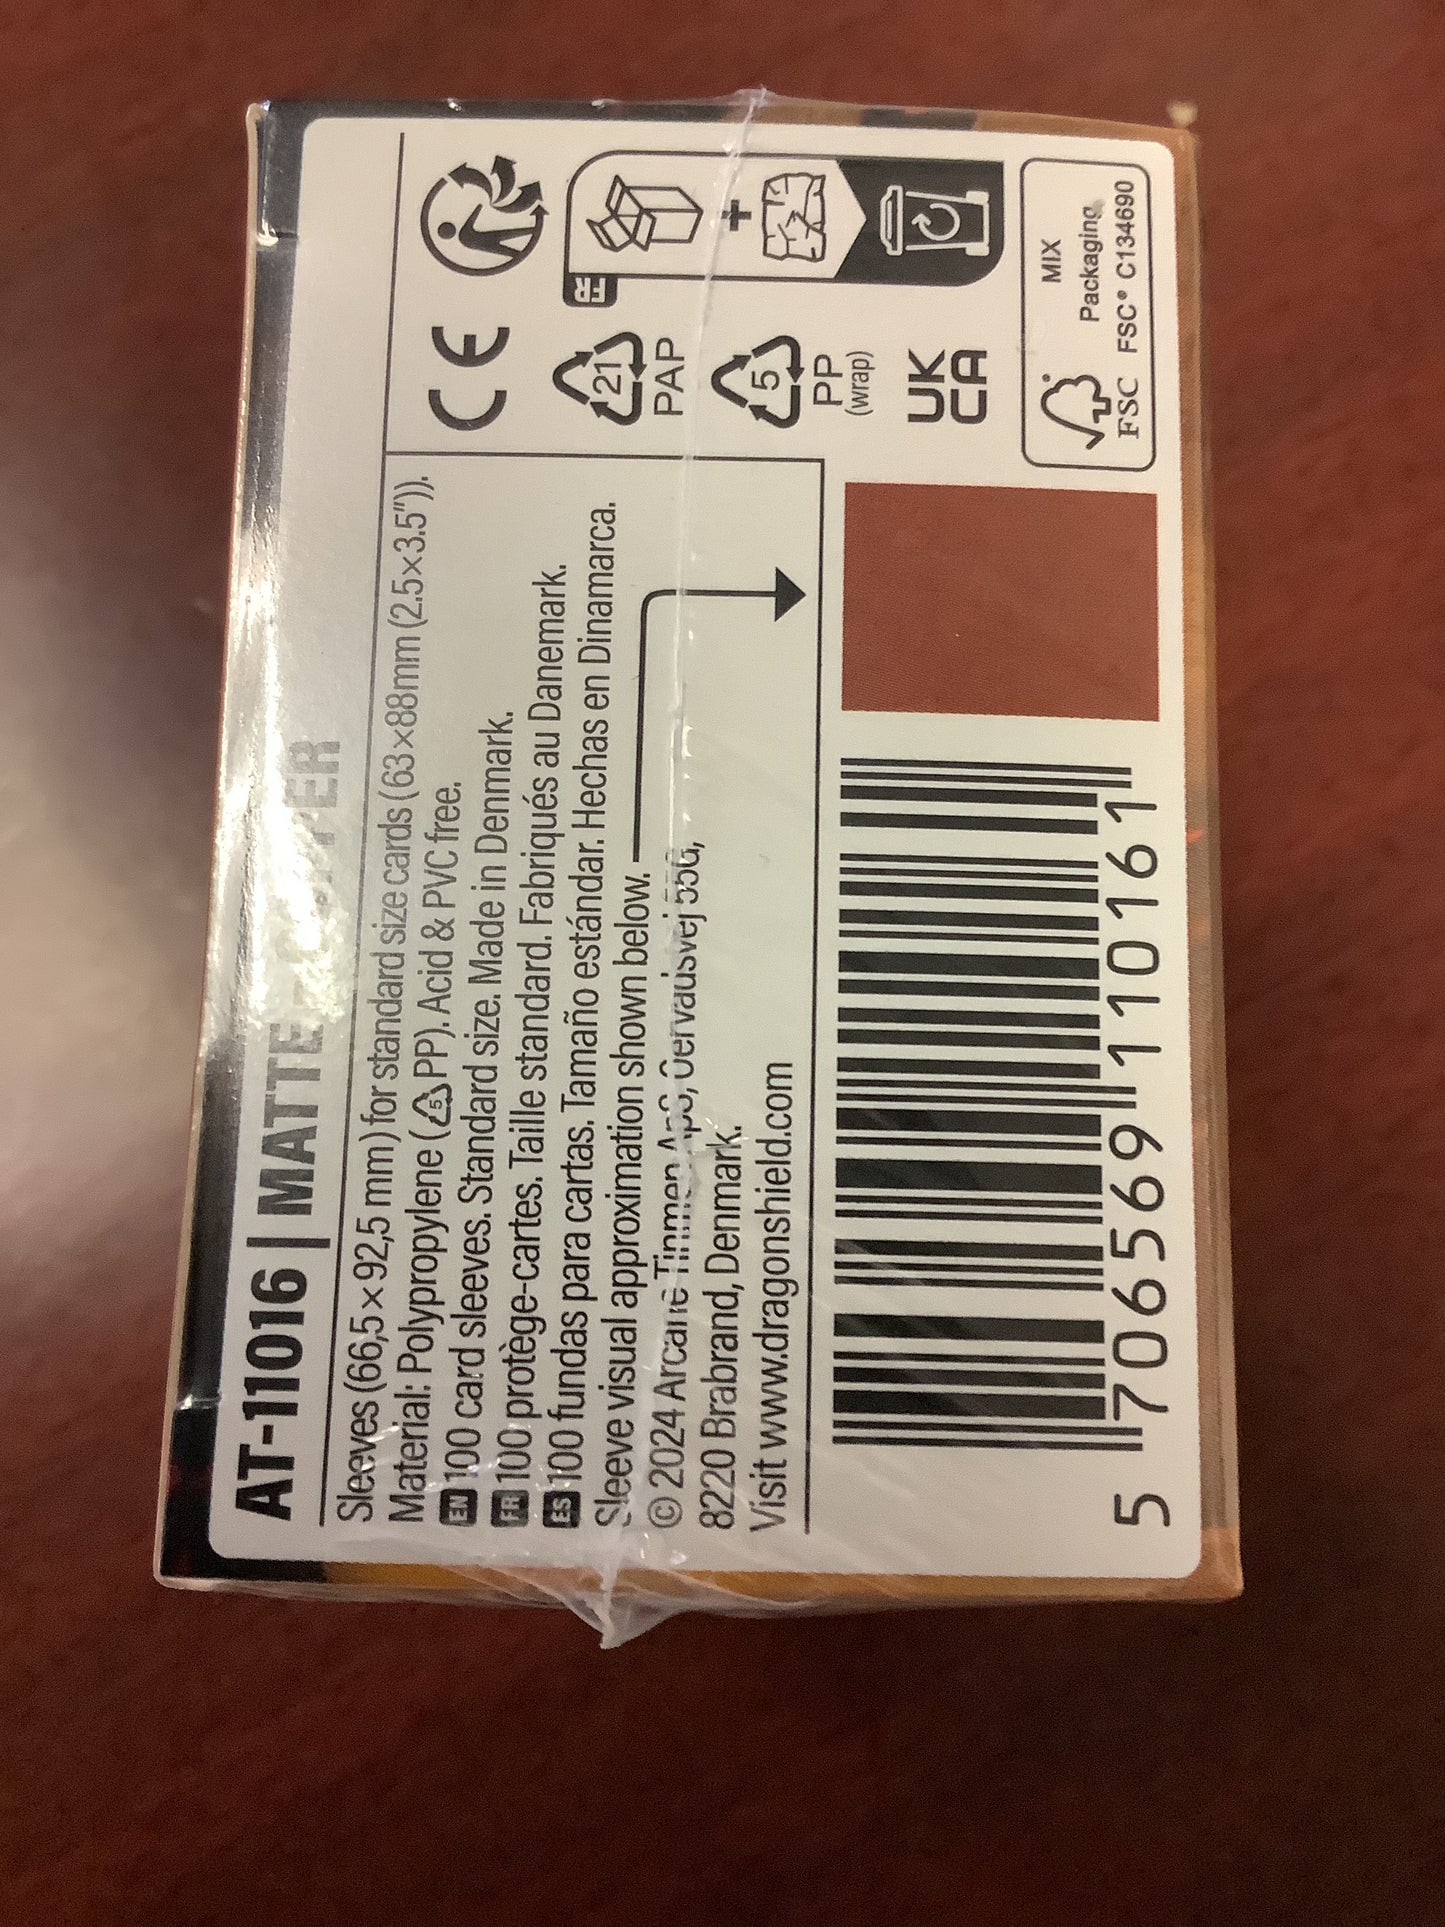 AT-11016 | MATTE
Sleeves (66,5 × 92,5 mm) for standard size cards (63×88mm (2.5×3.5")).
Material: Polypropylene (5 PP). Acid & PVC free.
EN 100 card sleeves. Standard size. Made in Denmark.
FR 100 protège-cartes. Taille standard. Fabriqués au Danemark.
ES 100 fundas para cartas. Tamaño estándar. Hechas en Dinamarca.
Sleeve visual approximation shown below.
© 2024 Arcane Tinmen ApS,
8220 Brabrand, Denmark.
Visit www.dragonshield.com
5 706569 110161
CE
21
PAP
5
PP
(wrap)
UK
CA
FR
MIX
Packaging
FSC FSC® C134690